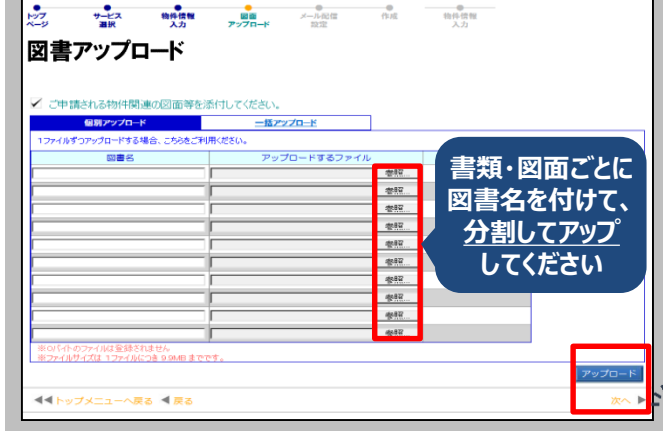 トップ
ページ
サービス
選択
物件情報
入力
図面
アップロード
メール配信
設定
作成
物件情報
入力
図書アップロード
ご申請される物件関連の図面等を添付してください。
個別アップロード
一括アップロード
1ファイルずつアップロードする場合、こちらをご利用ください。
図書名
アップロードするファイル
参照...
参照...
参照...
参照...
参照...
参照...
参照...
参照...
参照...
参照...
書類・図面ごとに
図書名を付けて、
分割してアップ
してください
※0バイトのファイルは登録されません
※ファイルサイズは 1ファイルにつき 9.9MB までです。
アップロード
◀◀ トップメニューへ戻る ◀ 戻る
次へ ▶